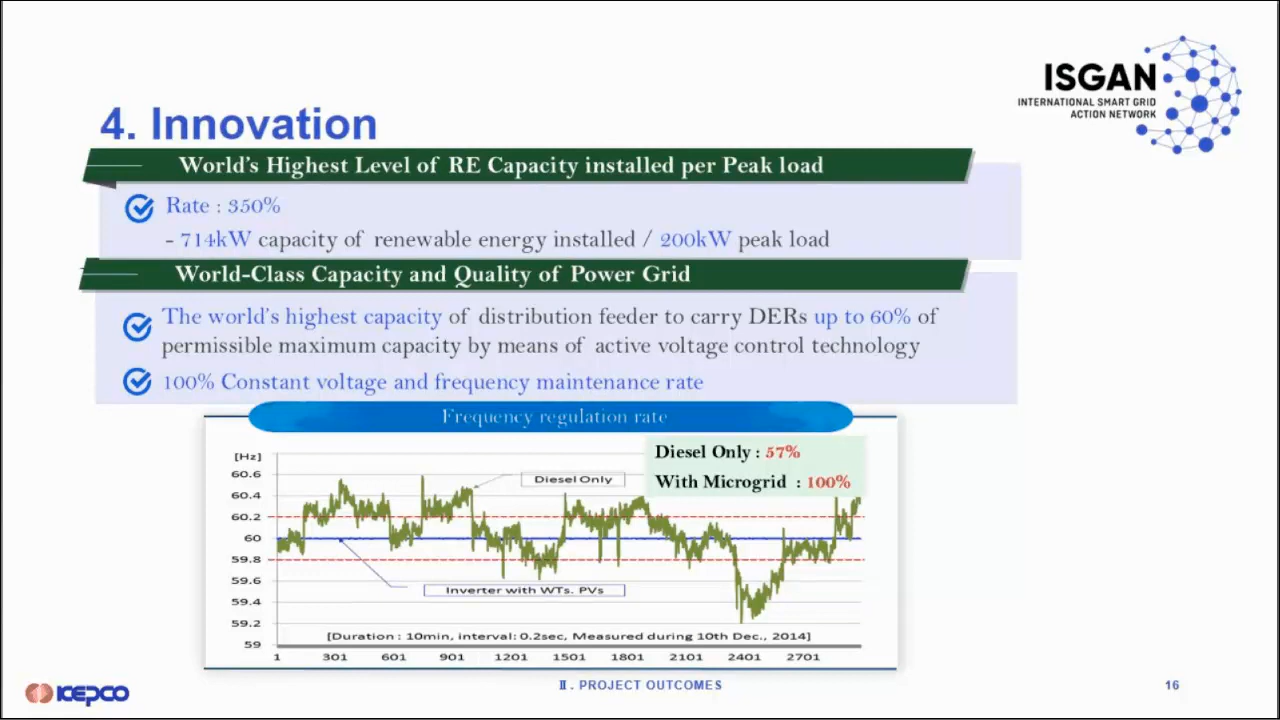 ISGAN
INTERNATIONAL SMART GRID
ACTION NETWORK
4. Innovation
World's Highest Level of RE Capacity installed per Peak load
Rate : 350%
- 714kW capacity of renewable energy installed / 200kW peak load
World-Class Capacity and Quality of Power Grid
The world's highest capacity of distribution feeder to carry DERs up to 60% of
permissible maximum capacity by means of active voltage control technology
100% Constant voltage and frequency maintenance rate
Frequency regulation rate
Diesel Only : 57%
With Microgrid : 100%
[Hz]
60.6
60.4
60.2
60
59.8
59.6
59.4
59.2
59
Diesel Only
Inverter with WTs. PVs
[Duration : 10min, interval: 0.2sec, Measured during 10th Dec., 2014]
1 301 601 901 1201 1501 1801 2101 2401 2701
KEPCO
Ⅱ. PROJECT OUTCOMES
16